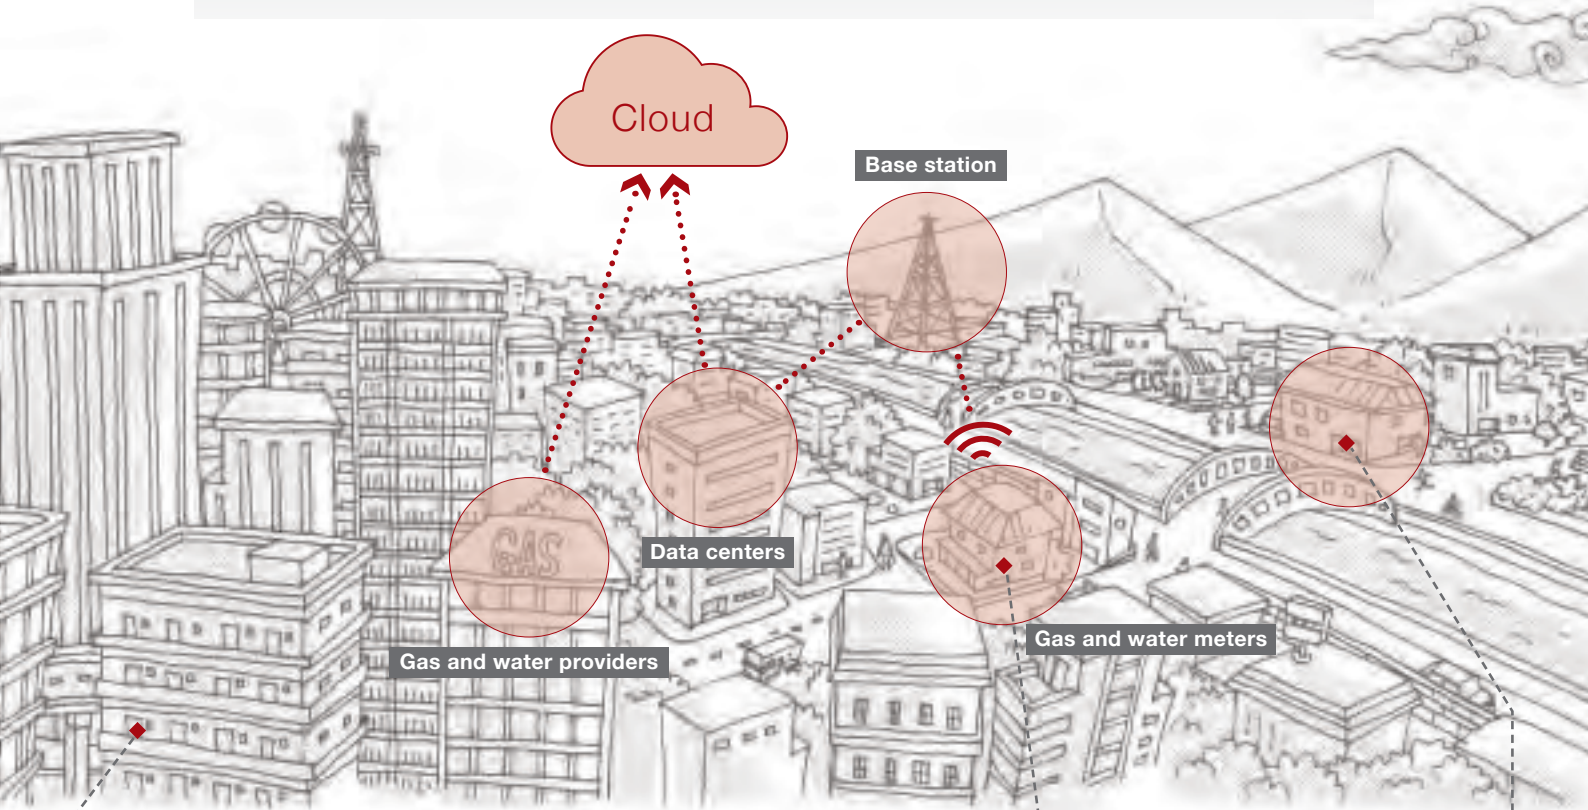 Cloud
Base station
GAS
Data centers
Gas and water meters
Gas and water providers